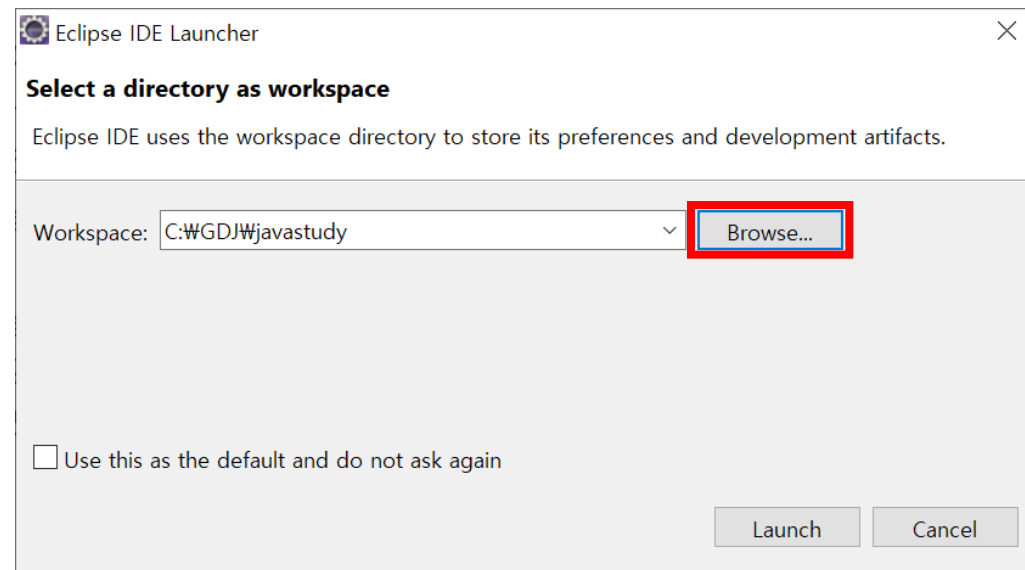 Eclipse IDE Launcher
Select a directory as workspace
Eclipse IDE uses the workspace directory to store its preferences and development artifacts.
Workspace: C:₩GDJ₩javastudy Browse...
Use this as the default and do not ask again
Launch Cancel